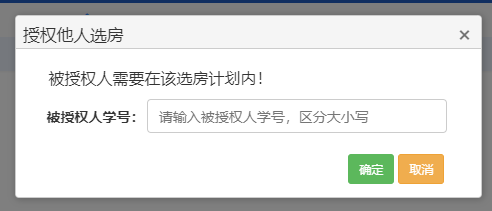 授权他人选房
×
被授权人需要在该选房计划内！
被授权人学号： 请输入被授权人学号，区分大小写
确定 取消